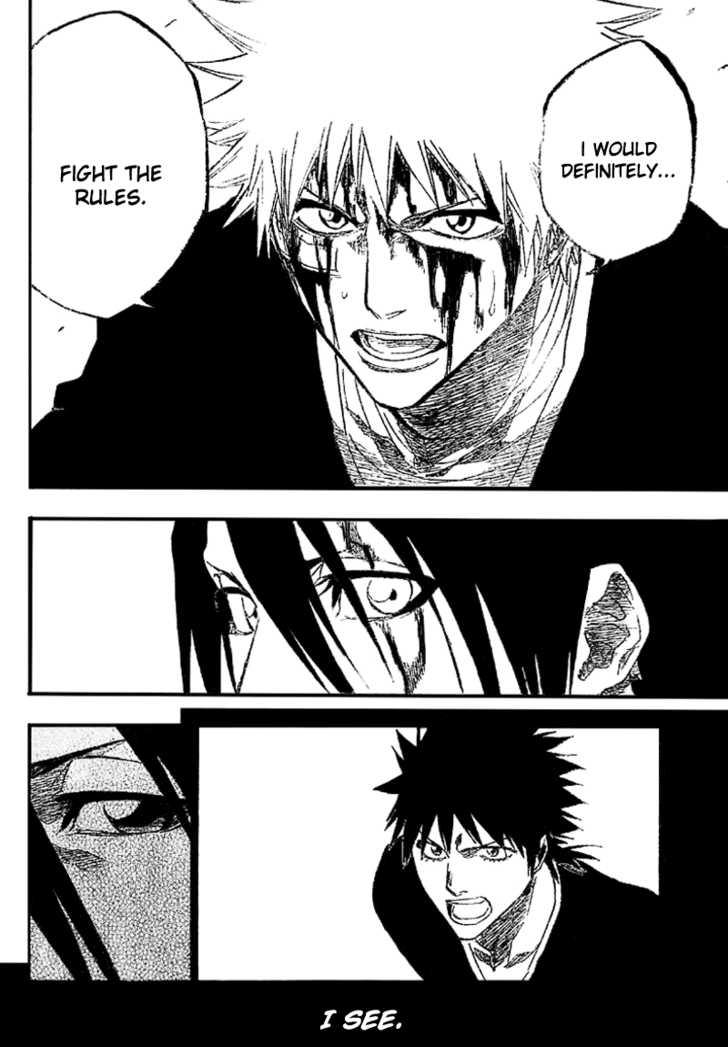 I WOULD
DEFINITELY...
FIGHT THE
RULES.
I SEE.